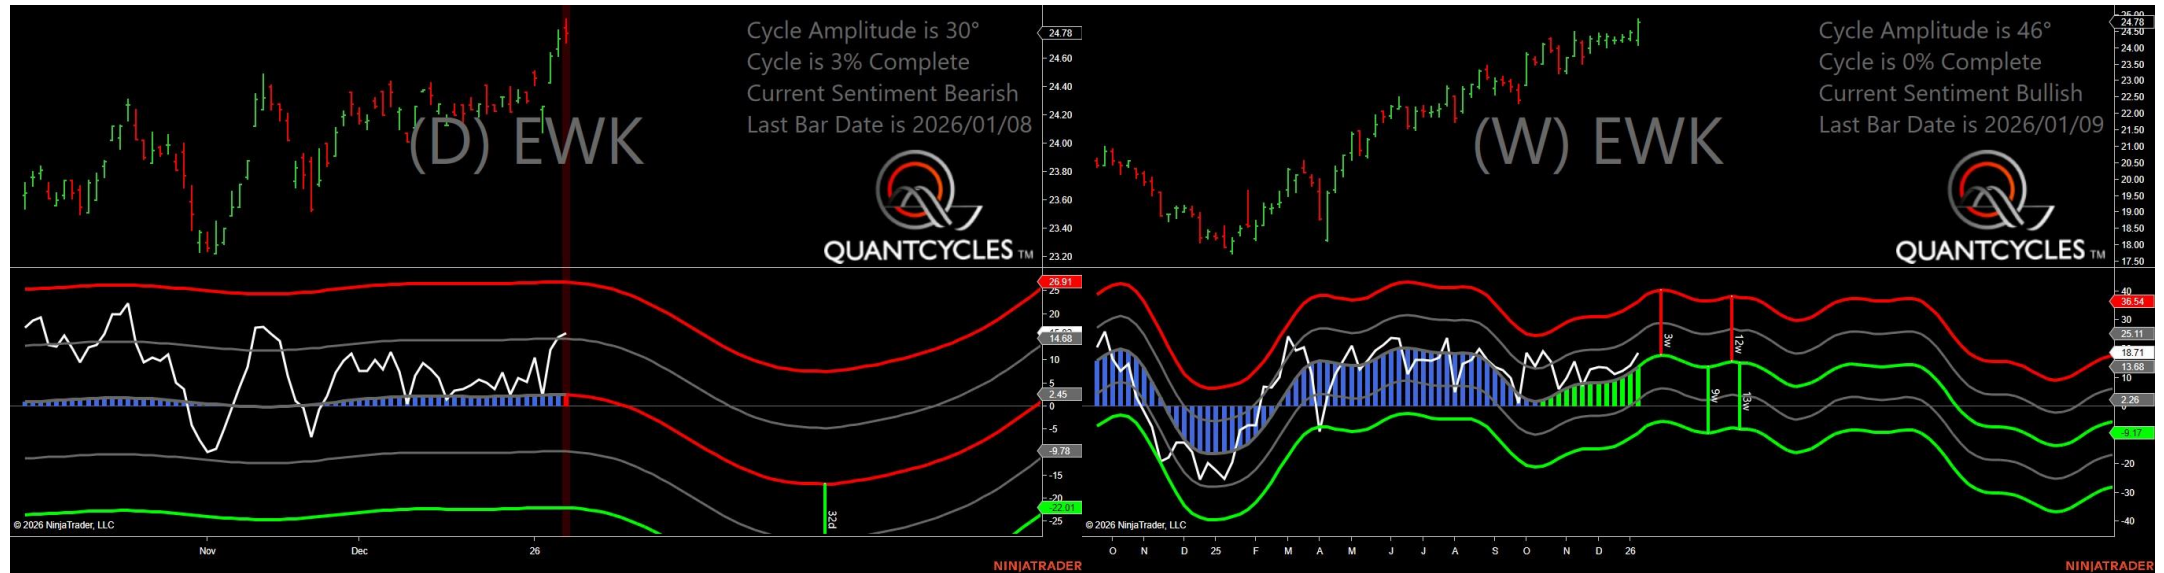 Cycle Amplitude is 30°
Cycle is 3% Complete
Current Sentiment Bearish
Last Bar Date is 2026/01/08
(D) EWK
QUANTCYCLES TM
24.78
24.60
24.40
24.20
24.00
23.80
23.60
23.40
23.20
26.91
25
20
14.68
10
5
2.45
0
-5
-9.78
-15
-20
-22.01
-25
32d
© 2026 NinjaTrader, LLC
Nov Dec 26
NINJATRADER
Cycle Amplitude is 46°
Cycle is 0% Complete
Current Sentiment Bullish
Last Bar Date is 2026/01/09
(W) EWK
QUANTCYCLES TM
25.00
24.78
24.50
24.00
23.50
23.00
22.50
22.00
21.50
21.00
20.50
20.00
19.50
19.00
18.50
18.00
17.50
40
36.54
30
25.11
18.71
13.68
10
2.26
-9.17
-20
-30
-40
3w
12w
9w
13w
© 2026 NinjaTrader, LLC
O N D 25 F M A M J J A S O N D 26
NINJATRADER